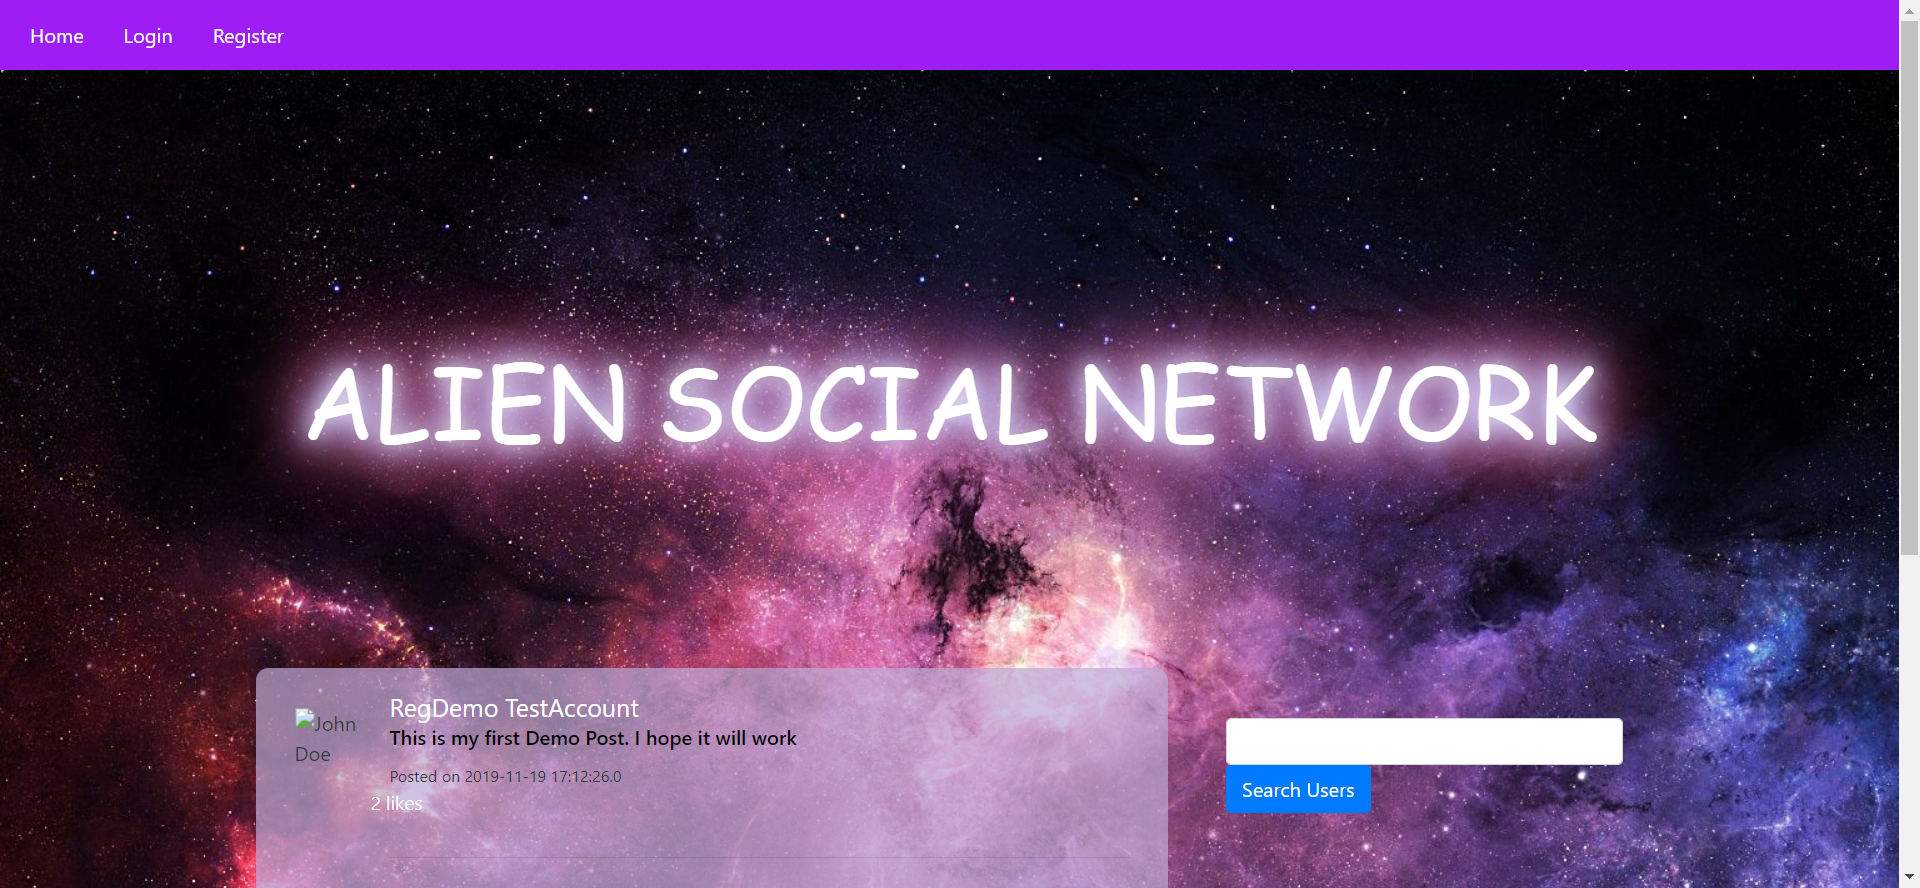 Home Login Register
ALIEN SOCIAL NETWORK
John
Doe
RegDemo TestAccount
This is my first Demo Post. I hope it will work
Posted on 2019-11-19 17:12:26.0
2 likes
Search Users